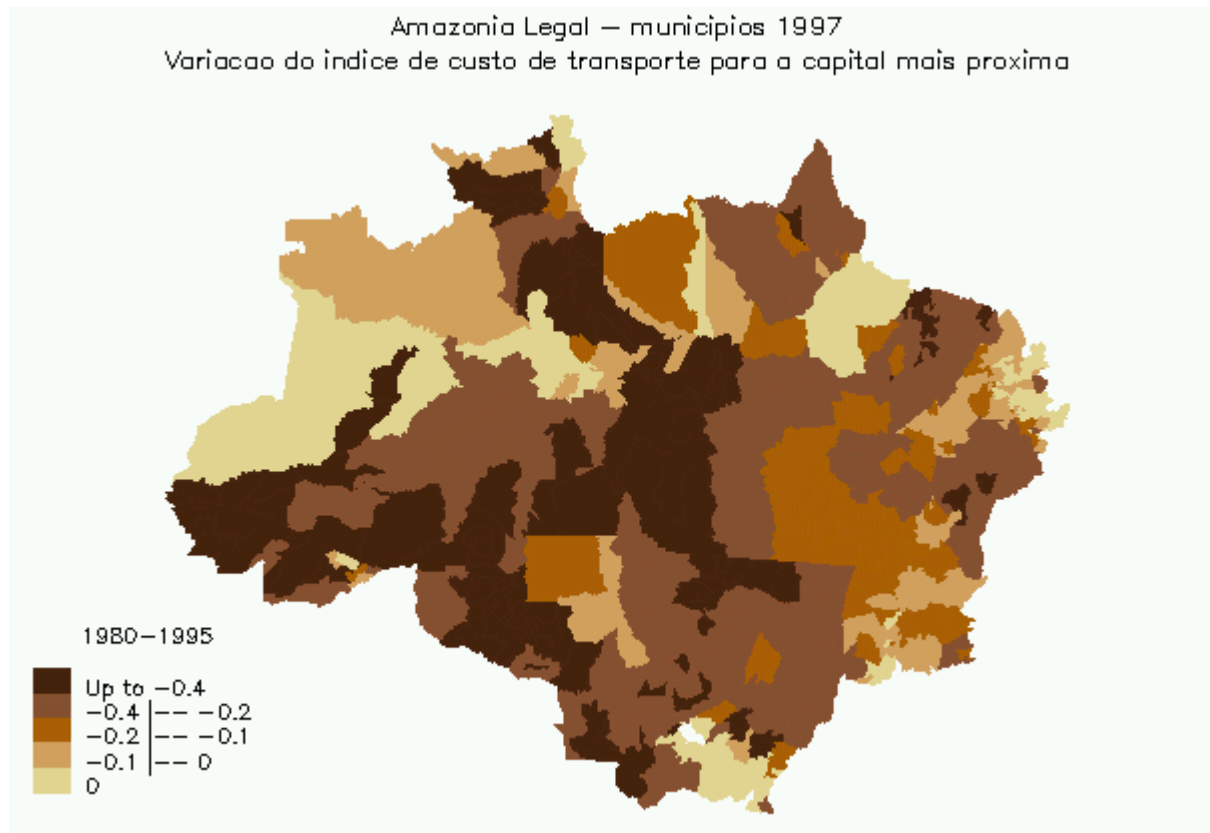 Amazonia Legal – municipios 1997
Variacao do indice de custo de transporte para a capital mais proxima
1980–1995
Up to −0.4
−0.4 |−− −0.2
−0.2 |−− −0.1
−0.1 |−− 0
0